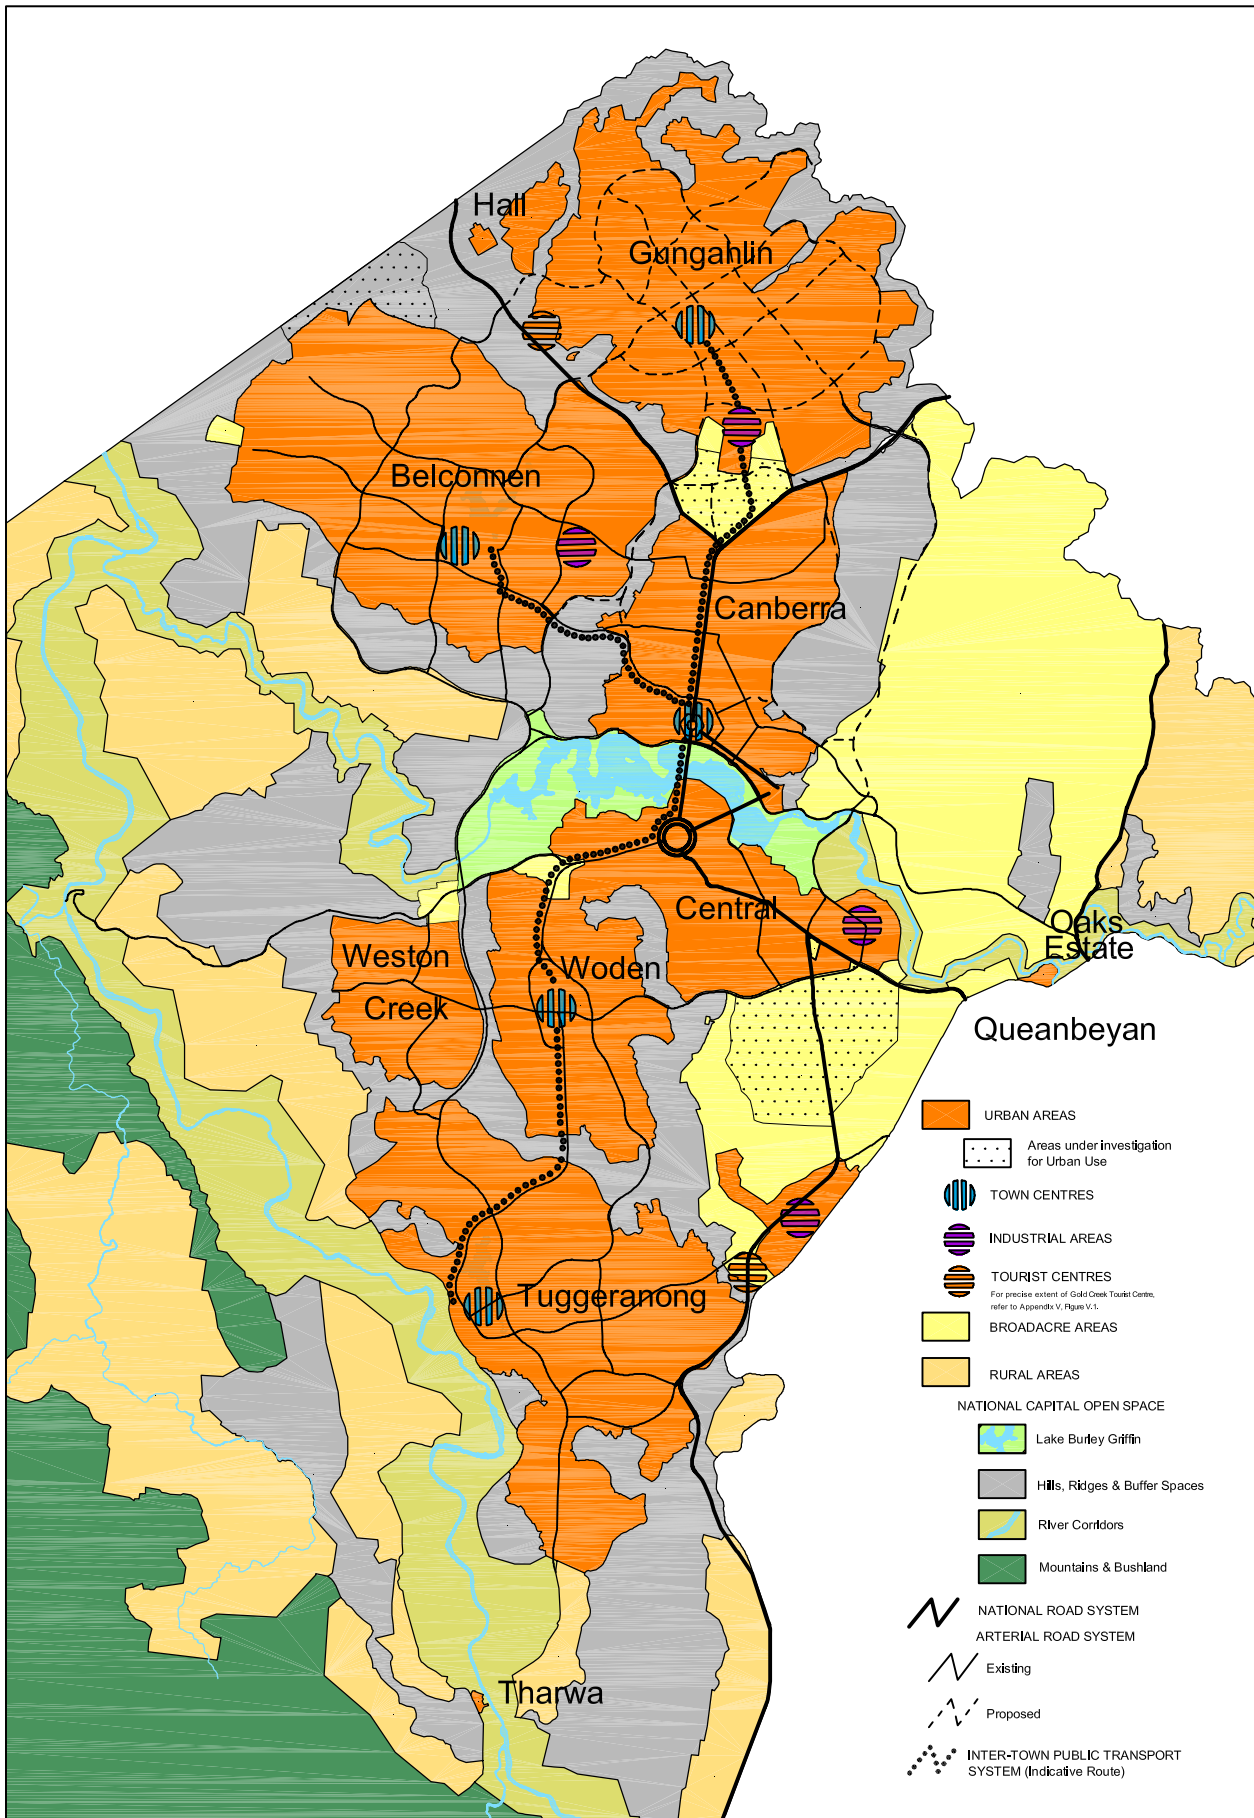 Hall
Gungahlin
Belconnen
Canberra
Central
Oaks
Estate
Weston
Creek
Woden
Queanbeyan
Tuggeranong
Tharwa
URBAN AREAS
Areas under investigation
for Urban Use
TOWN CENTRES
INDUSTRIAL AREAS
TOURIST CENTRES
For precise extent of Gold Creek Tourist Centre,
refer to Appendix V, Figure V.1.
BROADACRE AREAS
RURAL AREAS
NATIONAL CAPITAL OPEN SPACE
Lake Burley Griffin
Hills, Ridges & Buffer Spaces
River Corridors
Mountains & Bushland
NATIONAL ROAD SYSTEM
ARTERIAL ROAD SYSTEM
Existing
Proposed
INTER-TOWN PUBLIC TRANSPORT
SYSTEM (Indicative Route)